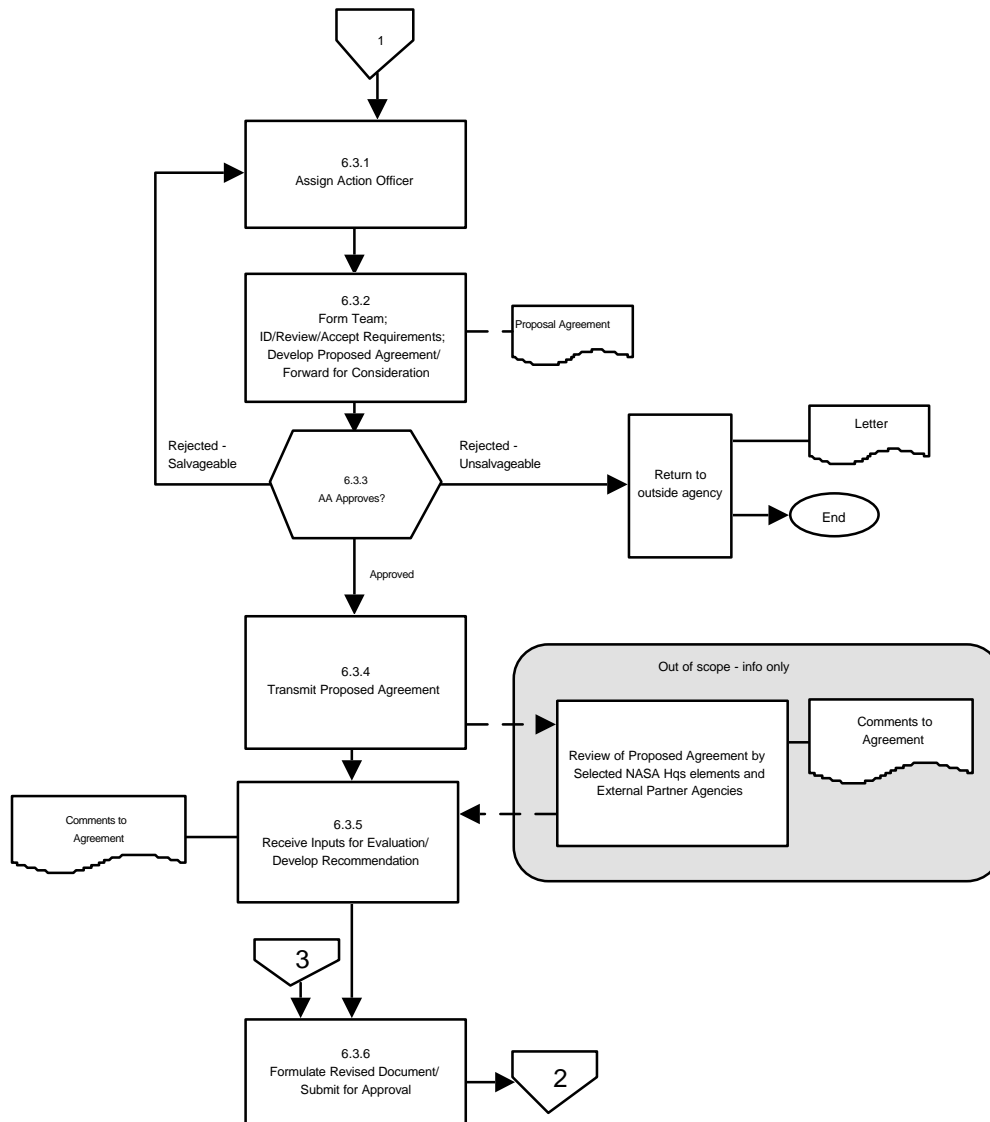 1
6.3.1
Assign Action Officer
6.3.2
Form Team;
ID/Review/Accept Requirements;
Develop Proposed Agreement/
Forward for Consideration
Proposal Agreement
Rejected -
Salvageable
6.3.3
AA Approves?
Rejected -
Unsalvageable
Return to
outside agency
Letter
End
Approved
6.3.4
Transmit Proposed Agreement
Out of scope - info only
Review of Proposed Agreement by
Selected NASA Hqs elements and
External Partner Agencies
Comments to
Agreement
Comments to
Agreement
6.3.5
Receive Inputs for Evaluation/
Develop Recommendation
3
6.3.6
Formulate Revised Document/
Submit for Approval
2